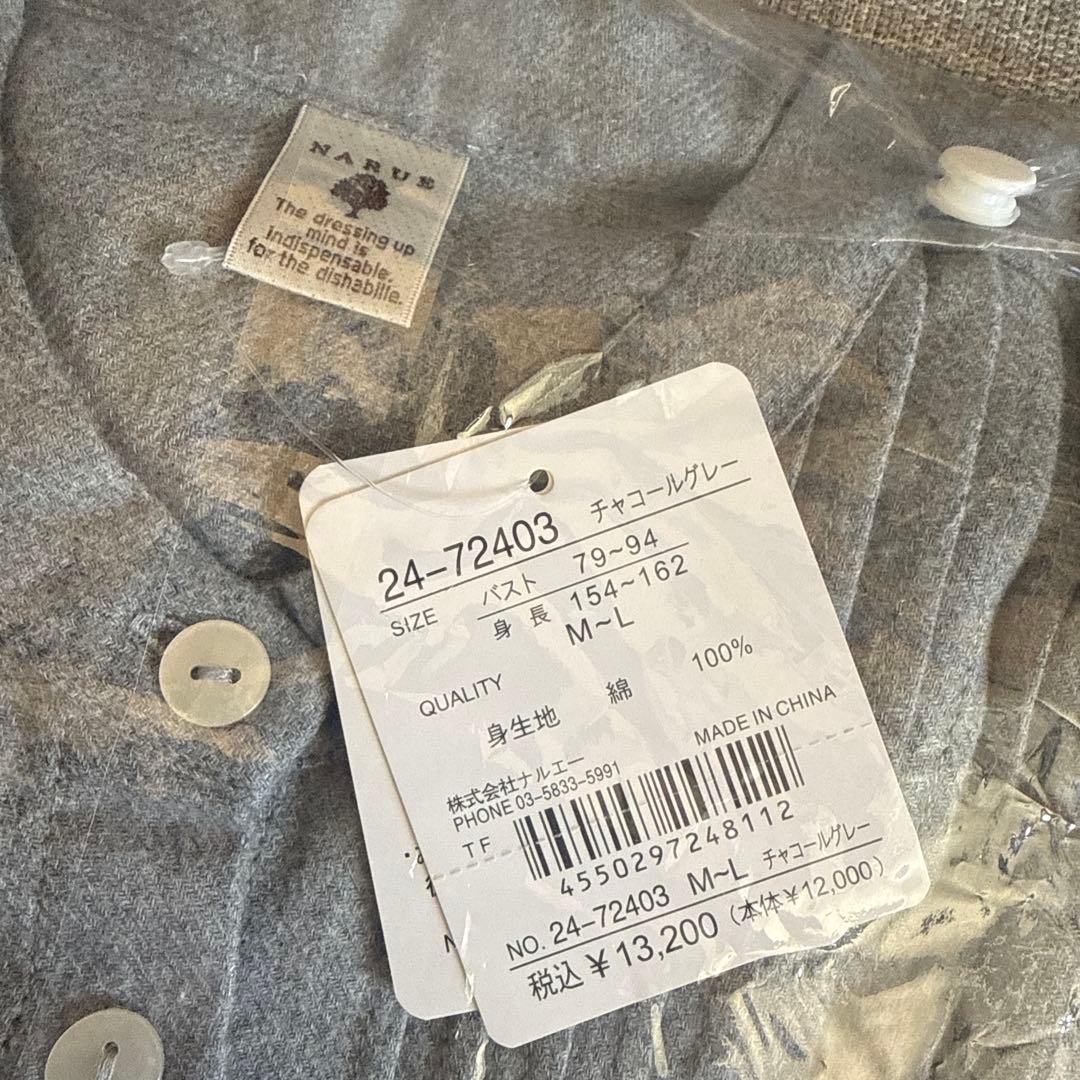 NARUE
The dressing up
mind is
indispensable.
for the dishabille.
24-72403 チャコールグレー
SIZE バスト 79~94
身長 154~162
M~L
QUALITY
身生地 綿 100%
MADE IN CHINA
株式会社ナルエー
PHONE 03-5833-5991
TF
4550297248112
NO. 24-72403 M~L チャコールグレー
税込 ¥13,200 (本体¥12,000)